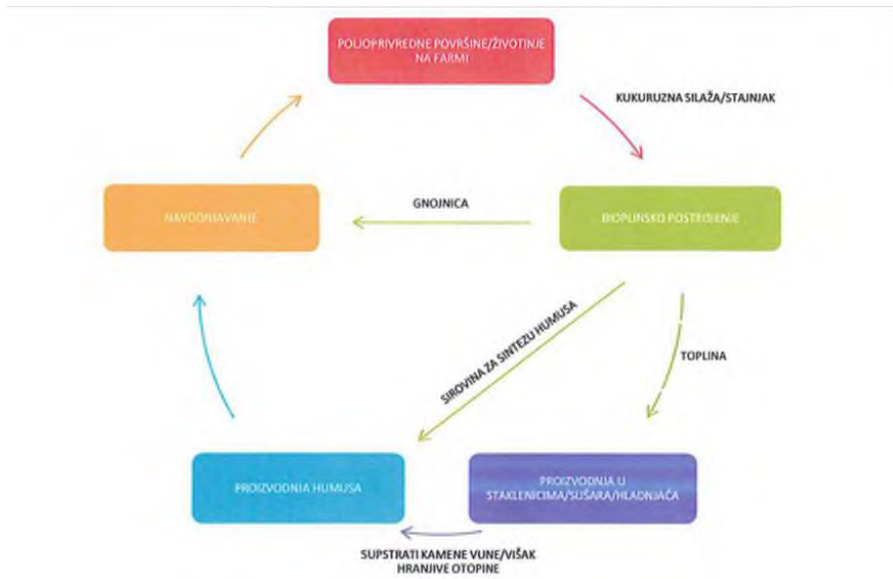 POLJOPRIVREDNE POVRŠINE/ŽIVOTINJE
NA FARMI
KUKURUZNA SILAŽA/STAJNJAK
NAVODNJAVANJE
GNOJNICA
BIOPLINSKO POSTROJENJE
SIROVINA ZA SINTEZU HUMUSA
TOPLINA
PROIZVODNJA HUMUSA
PROIZVODNJA U
STAKLENICIMA/SUŠARA/HLADNJAČA
SUPSTRATI KAMENE VUNE/VIŠAK
HRANJIVE OTOPINE